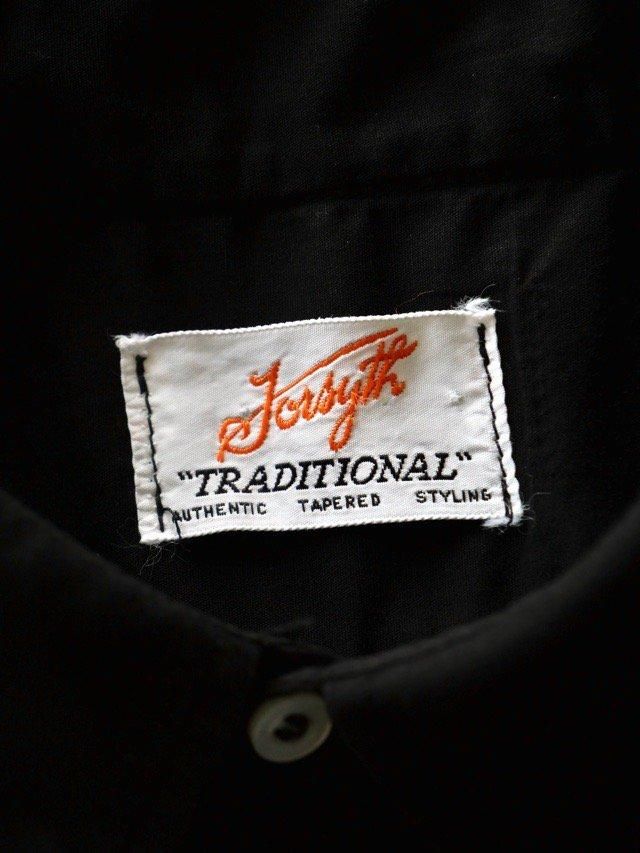 Forsyth
"TRADITIONAL"
AUTHENTIC TAPERED STYLING